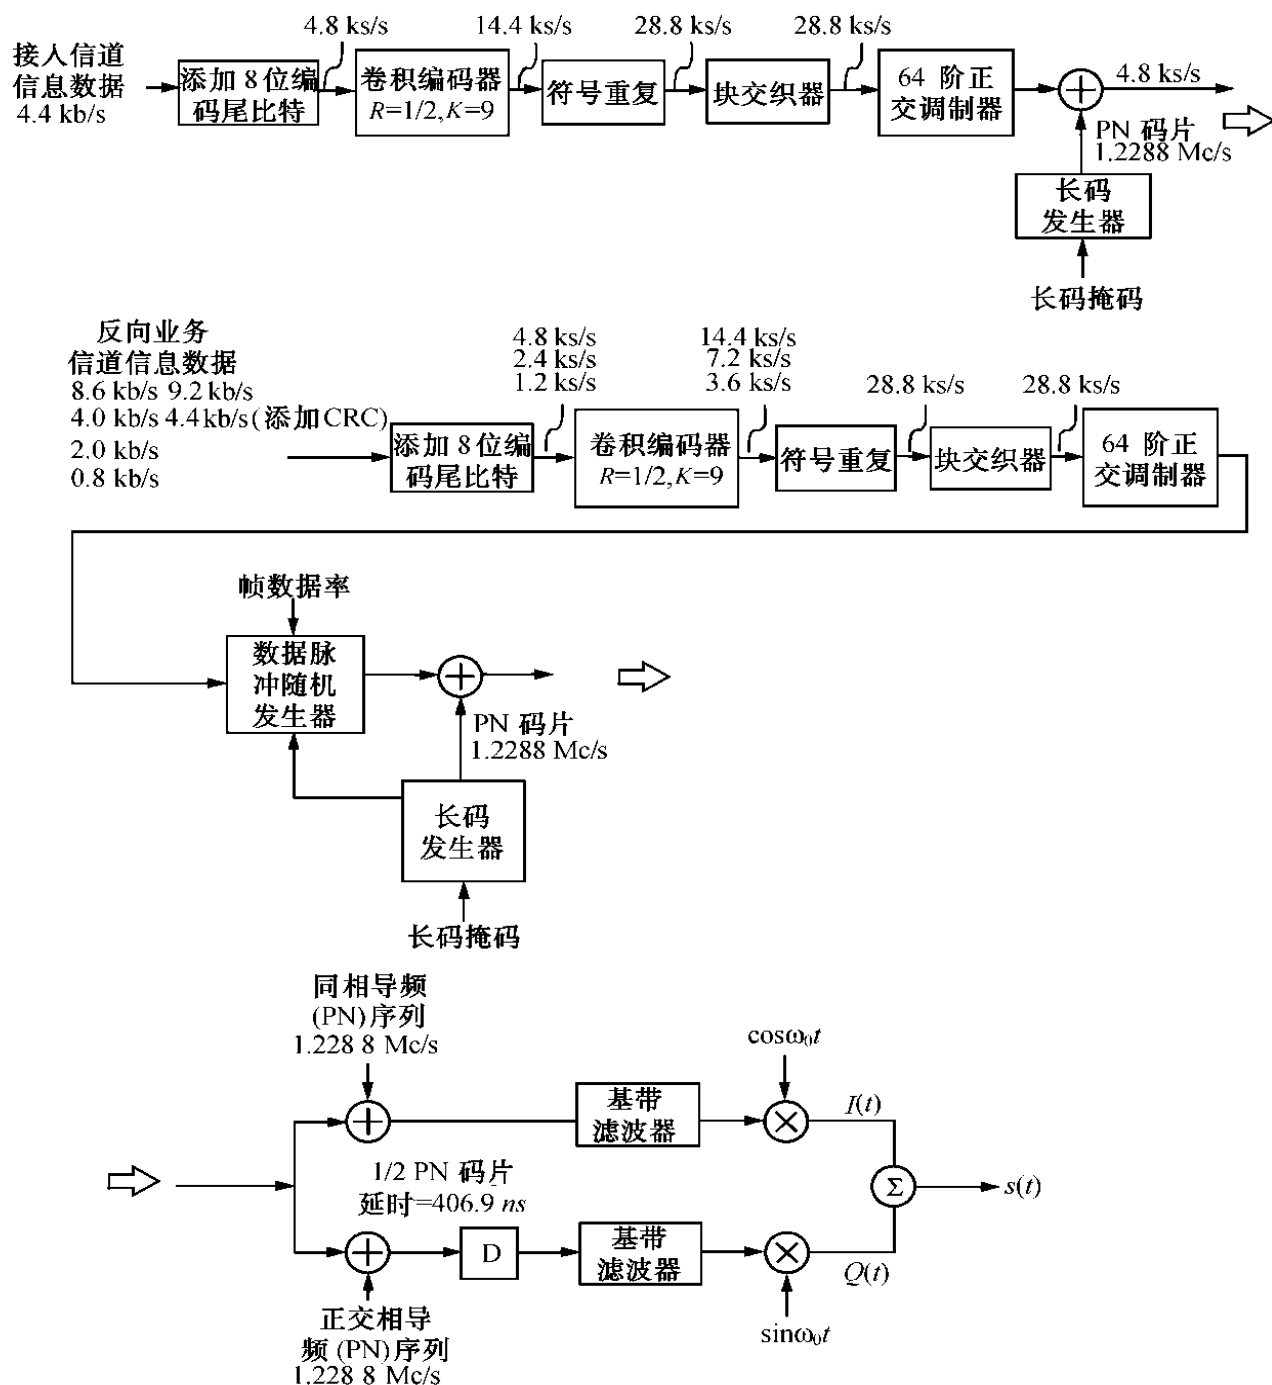 4.8 ks/s
14.4 ks/s
28.8 ks/s
28.8 ks/s
接入信道
信息数据
4.4 kb/s
添加 8 位编
码尾比特
卷积编码器
R=1/2,K=9
符号重复
块交织器
64 阶正
交调制器
4.8 ks/s
PN 码片
1.2288 Mc/s
长码
发生器
长码掩码
反向业务
信道信息数据
8.6 kb/s 9.2 kb/s
4.0 kb/s 4.4 kb/s(添加CRC)
2.0 kb/s
0.8 kb/s
4.8 ks/s
2.4 ks/s
1.2 ks/s
14.4 ks/s
7.2 ks/s
3.6 ks/s
28.8 ks/s
28.8 ks/s
添加 8 位编
码尾比特
卷积编码器
R=1/2,K=9
符号重复
块交织器
64 阶正
交调制器
帧数据率
数据脉
冲随机
发生器
PN 码片
1.2288 Mc/s
长码
发生器
长码掩码
同相导频
(PN)序列
1.228 8 Mc/s
cosω₀t
基带
滤波器
I(t)
1/2 PN 码片
延时=406.9 ns
Σ
s(t)
D
基带
滤波器
Q(t)
正交相导
频 (PN)序列
1.228 8 Mc/s
sinω₀t